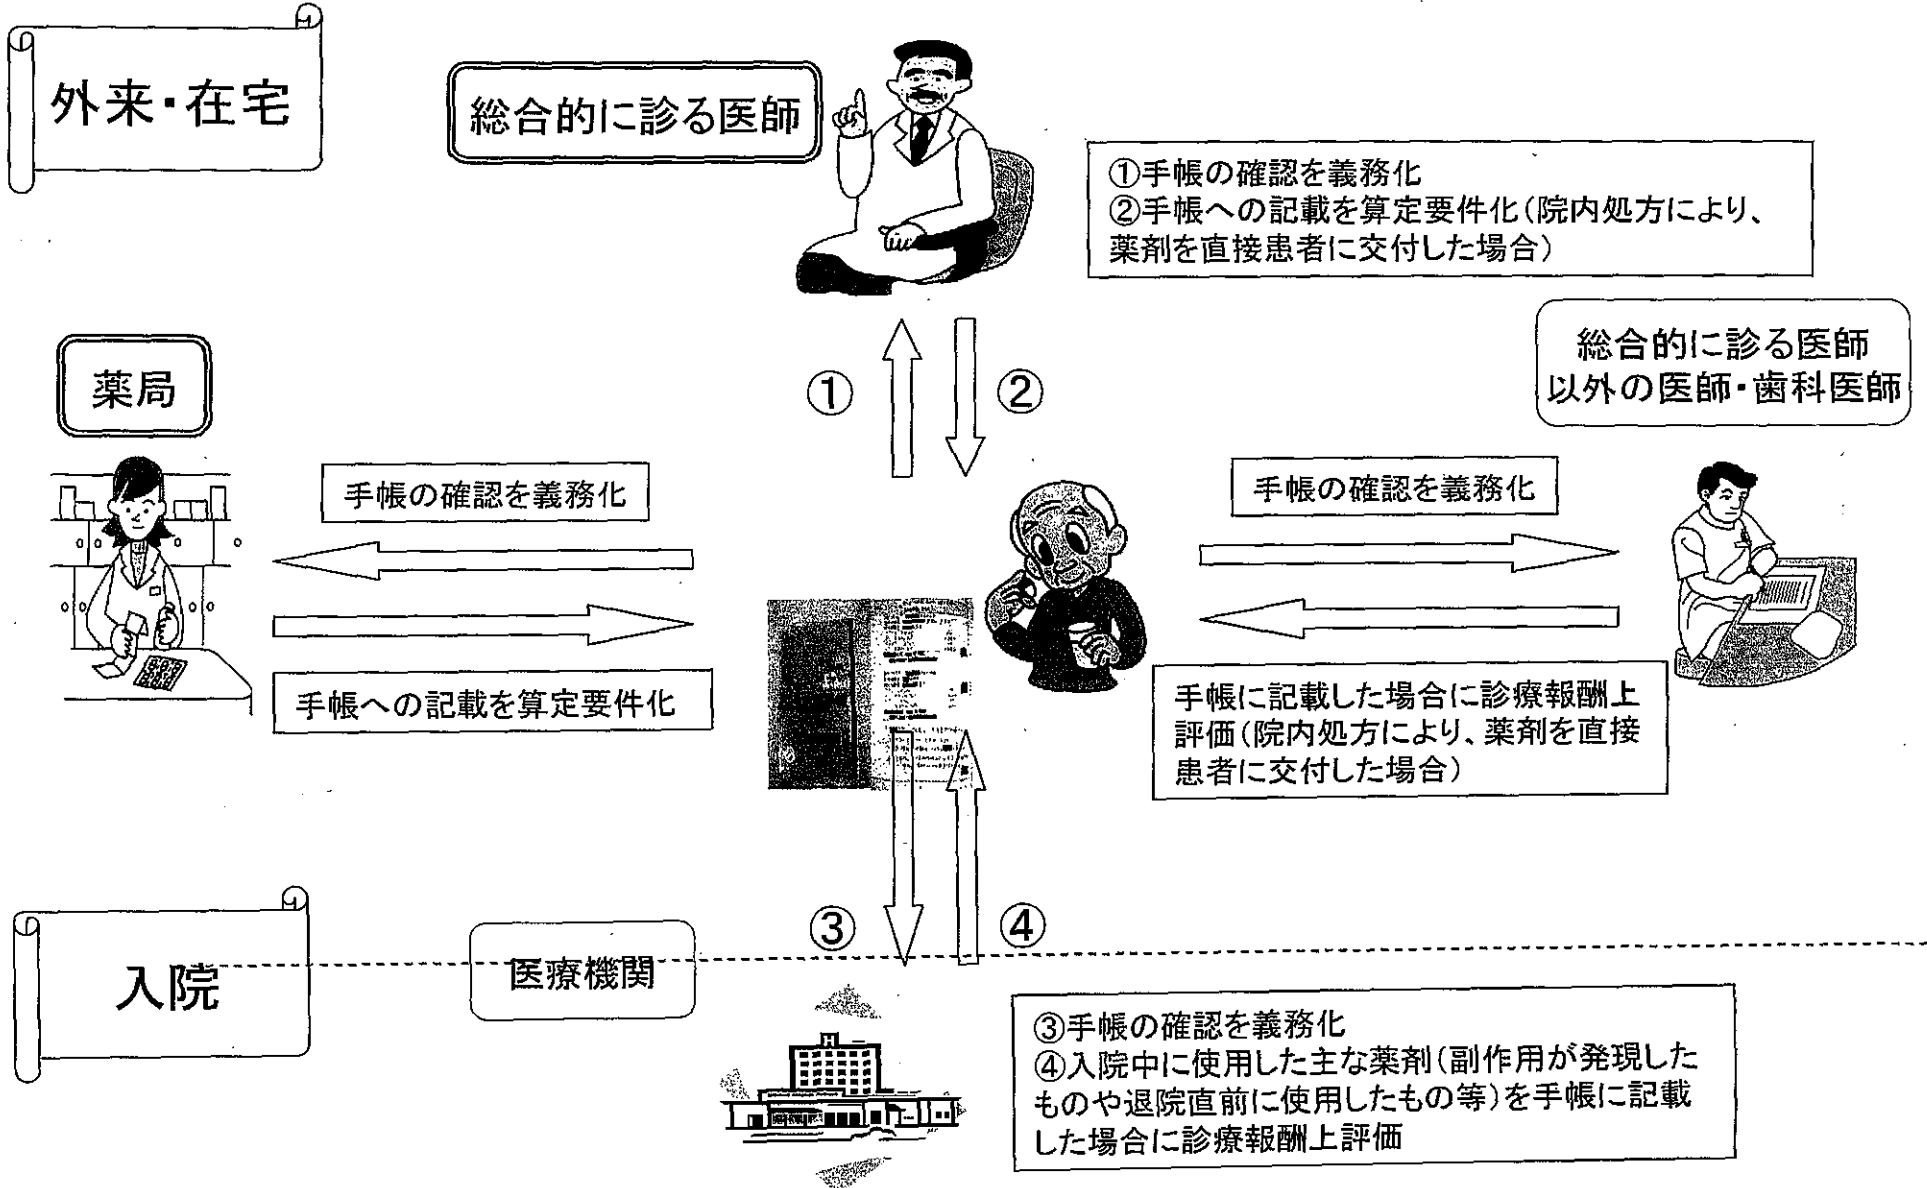 外来・在宅
総合的に診る医師
①手帳の確認を義務化
②手帳への記載を算定要件化（院内処方により、
薬剤を直接患者に交付した場合）
総合的に診る医師
以外の医師・歯科医師
薬局
①
②
手帳の確認を義務化
手帳の確認を義務化
手帳への記載を算定要件化
手帳に記載した場合に診療報酬上
評価（院内処方により、薬剤を直接
患者に交付した場合）
③
④
入院
医療機関
H
③手帳の確認を義務化
④入院中に使用した主な薬剤（副作用が発現した
ものや退院直前に使用したもの等）を手帳に記載
した場合に診療報酬上評価